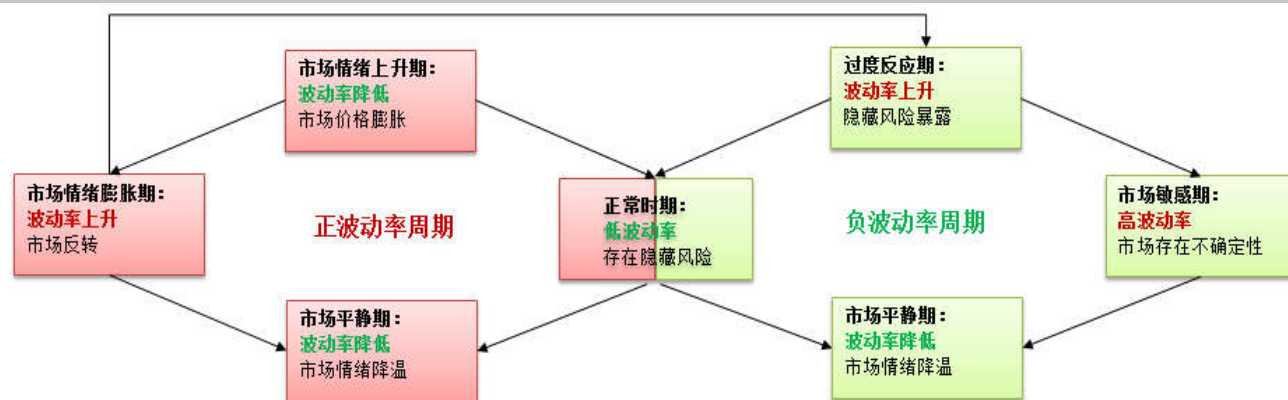 市场情绪上升期：
波动率降低
市场价格膨胀
过度反应期：
波动率上升
隐藏风险暴露
市场情绪膨胀期：
波动率上升
市场反转
正波动率周期
正常时期：
低波动率
存在隐藏风险
负波动率周期
市场敏感期：
高波动率
市场存在不确定性
市场平静期：
波动率降低
市场情绪降温
市场平静期：
波动率降低
市场情绪降温